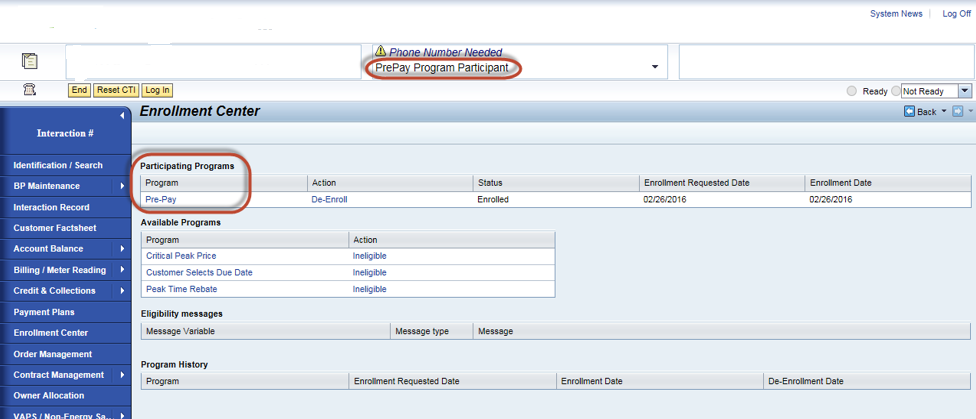 System News | Log Off
Phone Number Needed
PrePay Program Participant
End Reset CTI Log In Ready Not Ready
Enrollment Center Back
Interaction #
Identification / Search
BP Maintenance
Interaction Record
Customer Factsheet
Account Balance
Billing / Meter Reading
Credit & Collections
Payment Plans
Enrollment Center
Order Management
Contract Management
Owner Allocation
VAPS / Non-Energy Sa...
Participating Programs
Program Action Status Enrollment Requested Date Enrollment Date
Pre-Pay De-Enroll Enrolled 02/26/2016 02/26/2016
Available Programs
Program Action
Critical Peak Price Ineligible
Customer Selects Due Date Ineligible
Peak Time Rebate Ineligible
Eligibility messages
Message Variable Message type Message
Program History
Program Enrollment Requested Date Enrollment Date De-Enrollment Date